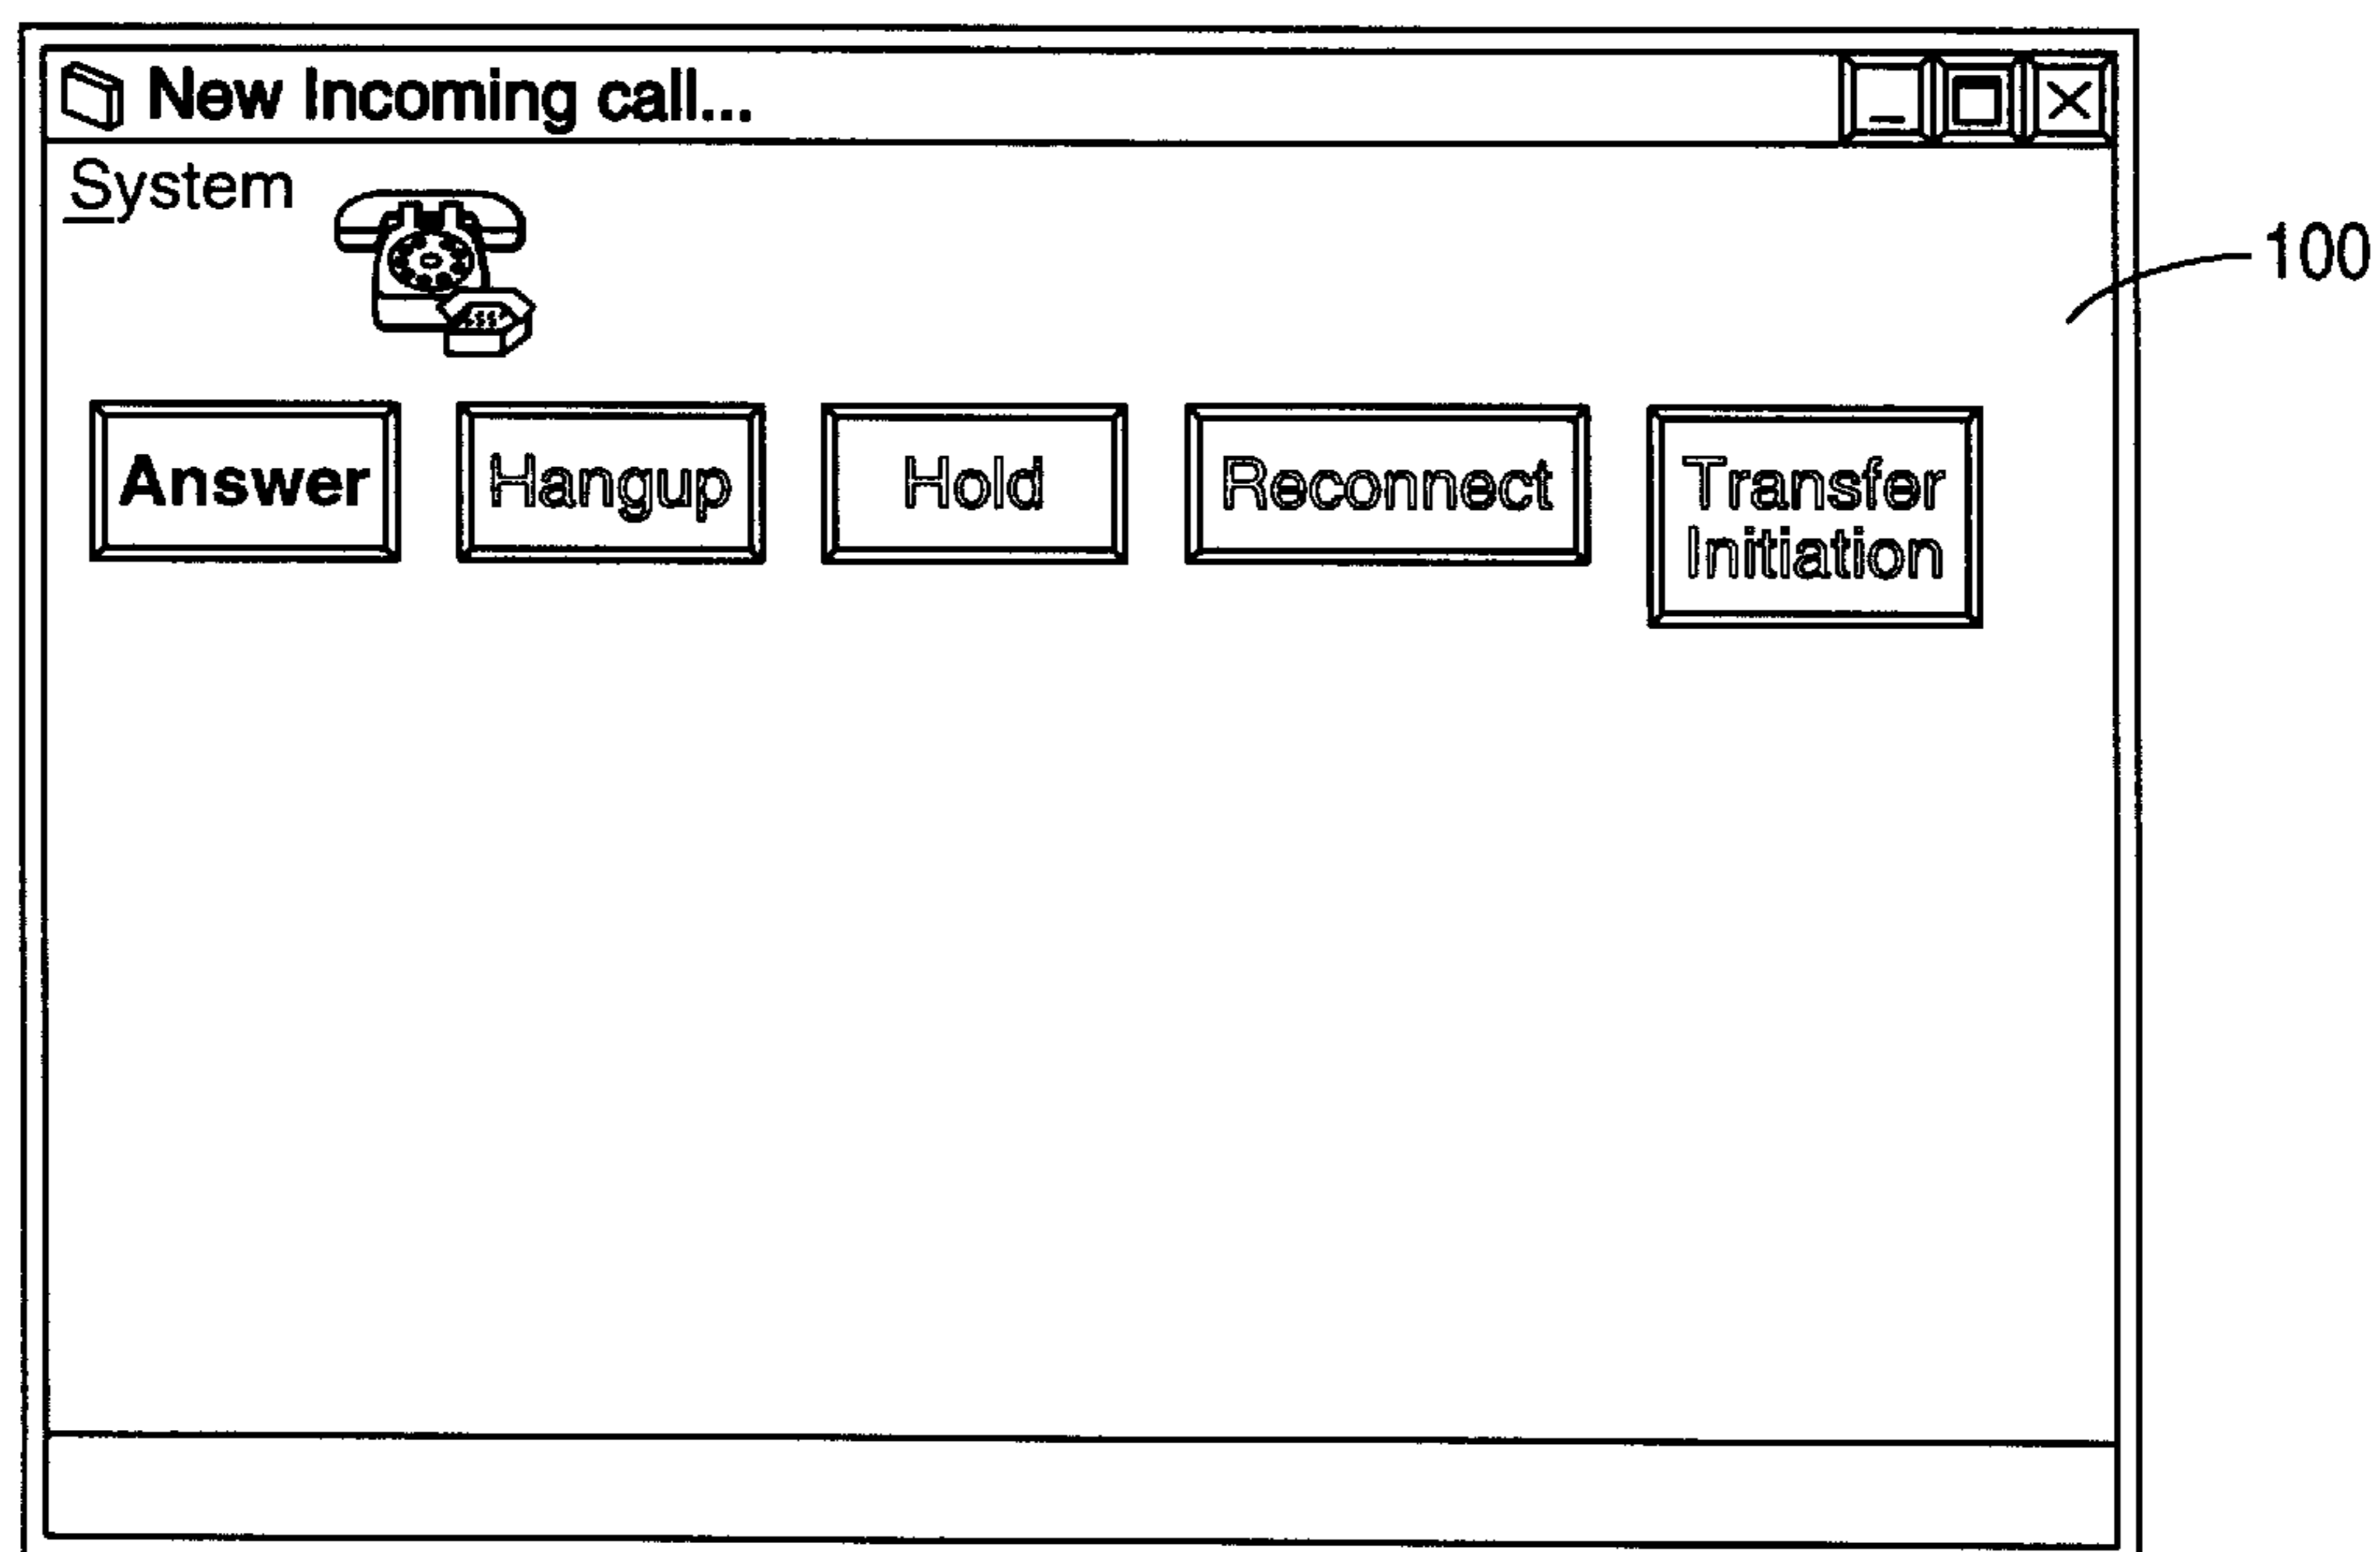 New Incoming call...
System
100
Answer
Hangup
Hold
Reconnect
Transfer
Initiation